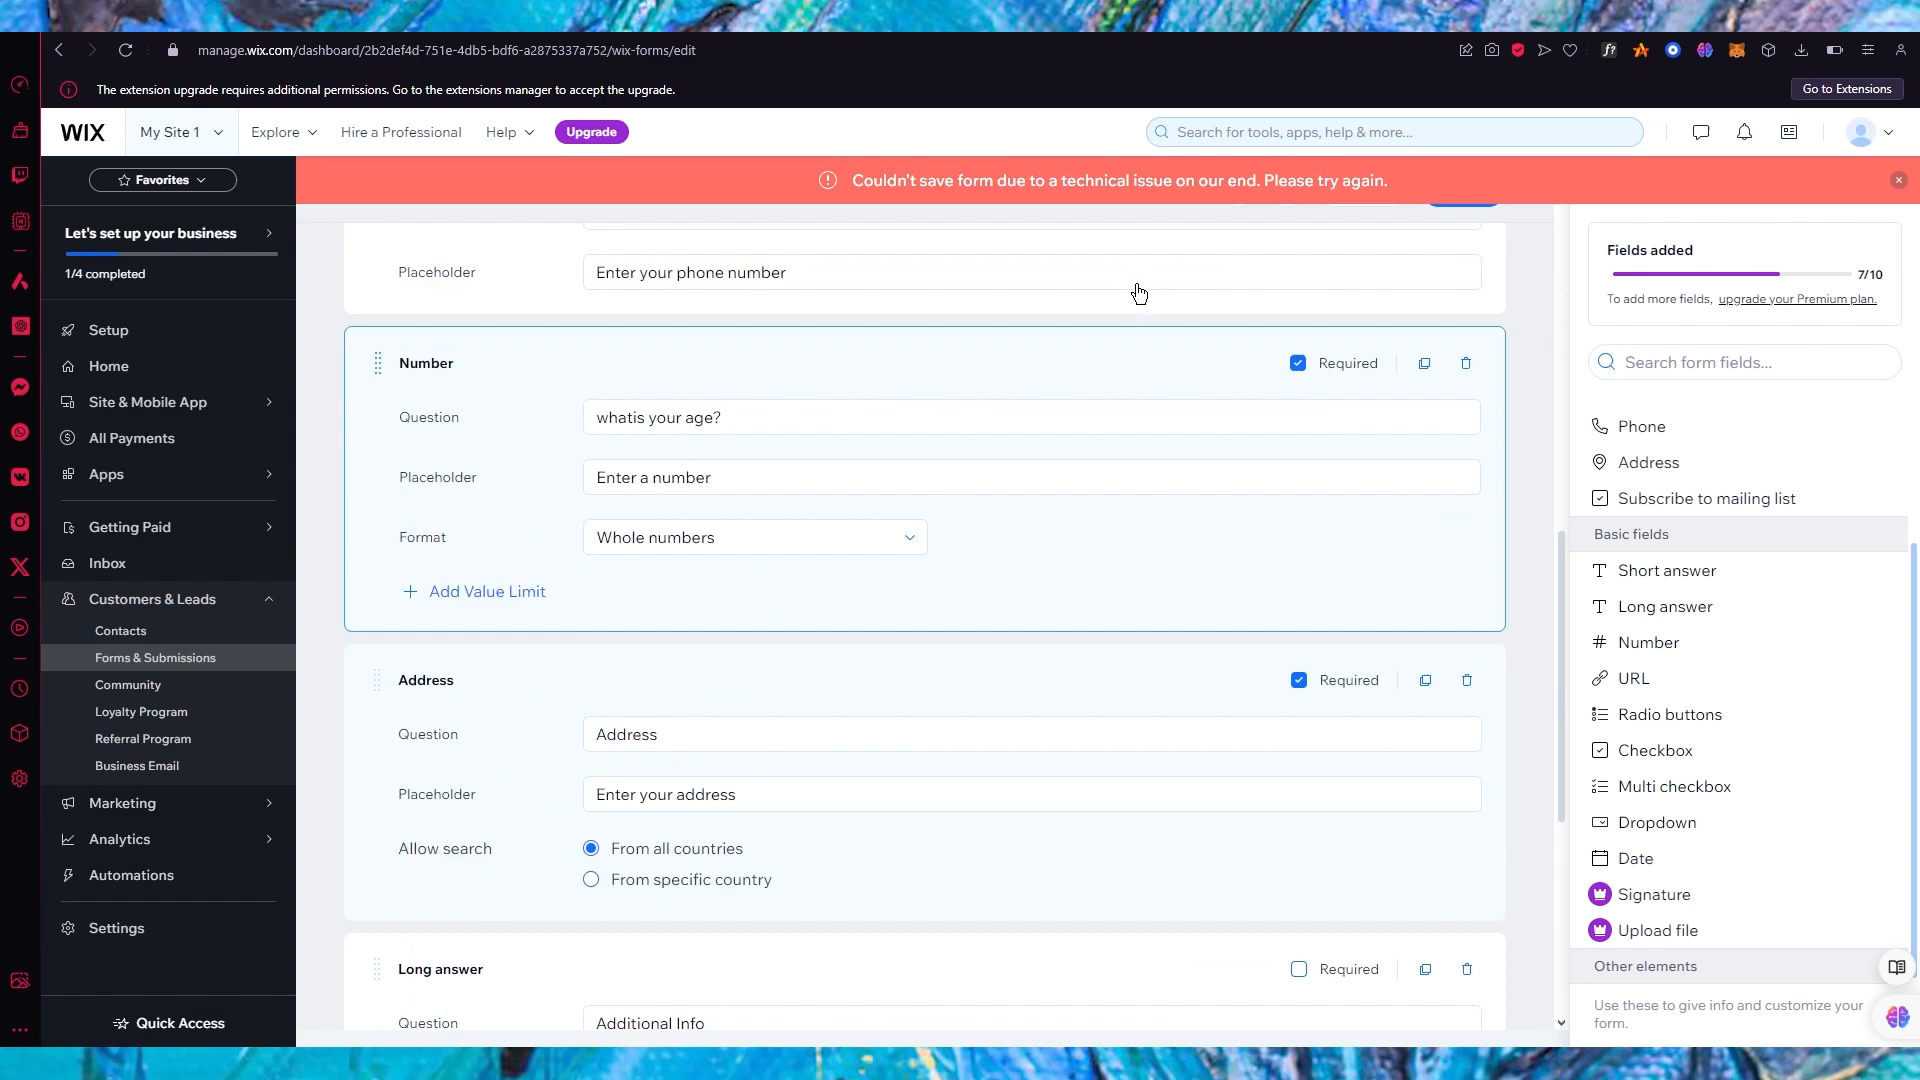 manage.wix.com/dashboard/2b2def4d-751e-4db5-bdf6-a2875337a752/wix-forms/edit
The extension upgrade requires additional permissions. Go to the extensions manager to accept the upgrade.
Go to Extensions
WIX
My Site 1
Explore
Hire a Professional
Help
Upgrade
Search for tools, apps, help & more...
Favorites
Couldn't save form due to a technical issue on our end. Please try again.
Let's set up your business
1/4 completed
Setup
Home
Site & Mobile App
All Payments
Apps
Getting Paid
Inbox
Customers & Leads
Contacts
Forms & Submissions
Community
Loyalty Program
Referral Program
Business Email
Marketing
Analytics
Automations
Settings
Quick Access
Placeholder
Enter your phone number
Number
Required
Question
whatis your age?
Placeholder
Enter a number
Format
Whole numbers
+ Add Value Limit
Address
Required
Question
Address
Placeholder
Enter your address
Allow search
From all countries
From specific country
Long answer
Required
Question
Additional Info
Fields added
7/10
To add more fields, upgrade your Premium plan.
Search form fields...
Phone
Address
Subscribe to mailing list
Basic fields
Short answer
Long answer
Number
URL
Radio buttons
Checkbox
Multi checkbox
Dropdown
Date
Signature
Upload file
Other elements
Use these to give info and customize your
form.